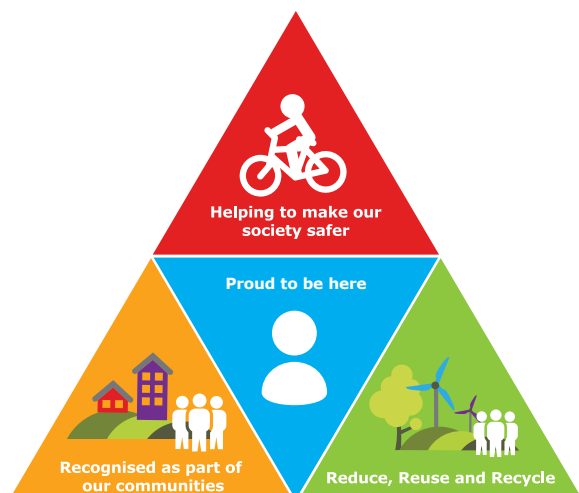 Helping to make our
society safer
Proud to be here
Recognised as part of
our communities
Reduce, Reuse and Recycle